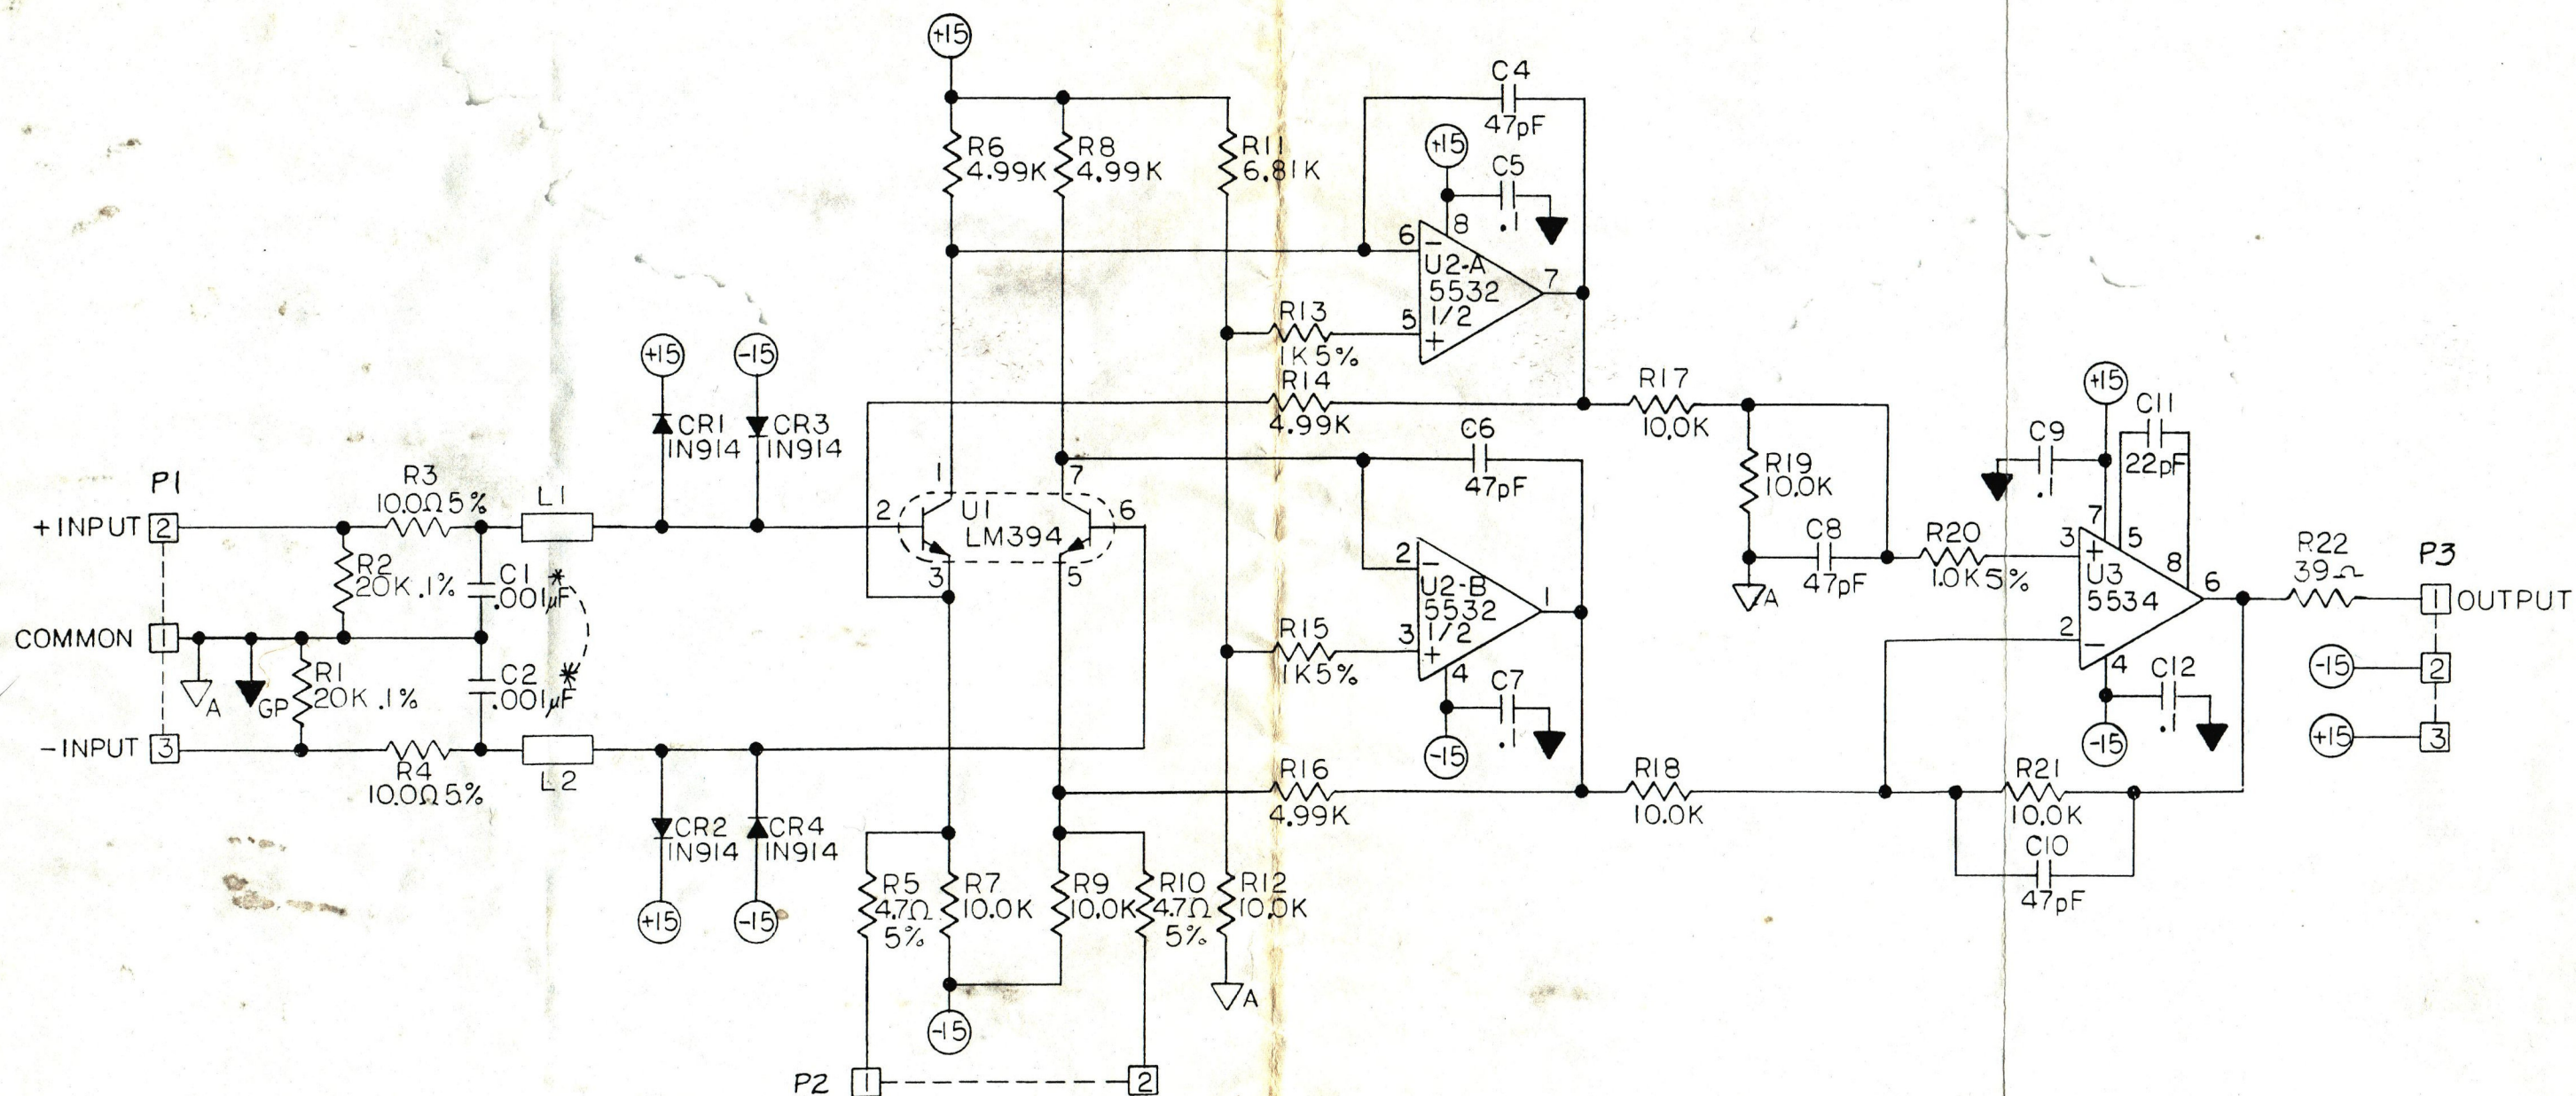 +15
C4
47pF
R6
4.99K
R8
4.99K
R11
6.81K
+15
C5
.1
8
6
−
U2-A
5532
1/2
7
5
+
R13
1K 5%
R14
4.99K
R17
10.0K
+15
-15
CR1
1N914
CR3
1N914
C6
47pF
+15
C11
22pF
C9
.1
P1
R3
10.0Ω 5%
L1
+INPUT
2
1
7
2
U1
LM394
6
3
5
R19
10.0K
C8
47pF
A
R20
1.0K 5%
7
5
3
+
U3
5534
8
6
2
−
4
R22
39Ω
P3
1
OUTPUT
R2
20K .1%
C1
.001µF
*
COMMON
1
A
GP
R1
20K .1%
C2
.001µF
*
2
−
U2-B
5532
1/2
1
3
+
4
R15
1K 5%
C7
.1
-15
C12
.1
-15
-15
2
+15
3
-INPUT
3
R4
10.0Ω 5%
L2
R16
4.99K
R18
10.0K
R21
10.0K
C10
47pF
CR2
1N914
CR4
1N914
+15
-15
R5
4.7Ω
5%
R7
10.0K
R9
10.0K
R10
4.7Ω
5%
R12
10.0K
A
-15
P2
1
2